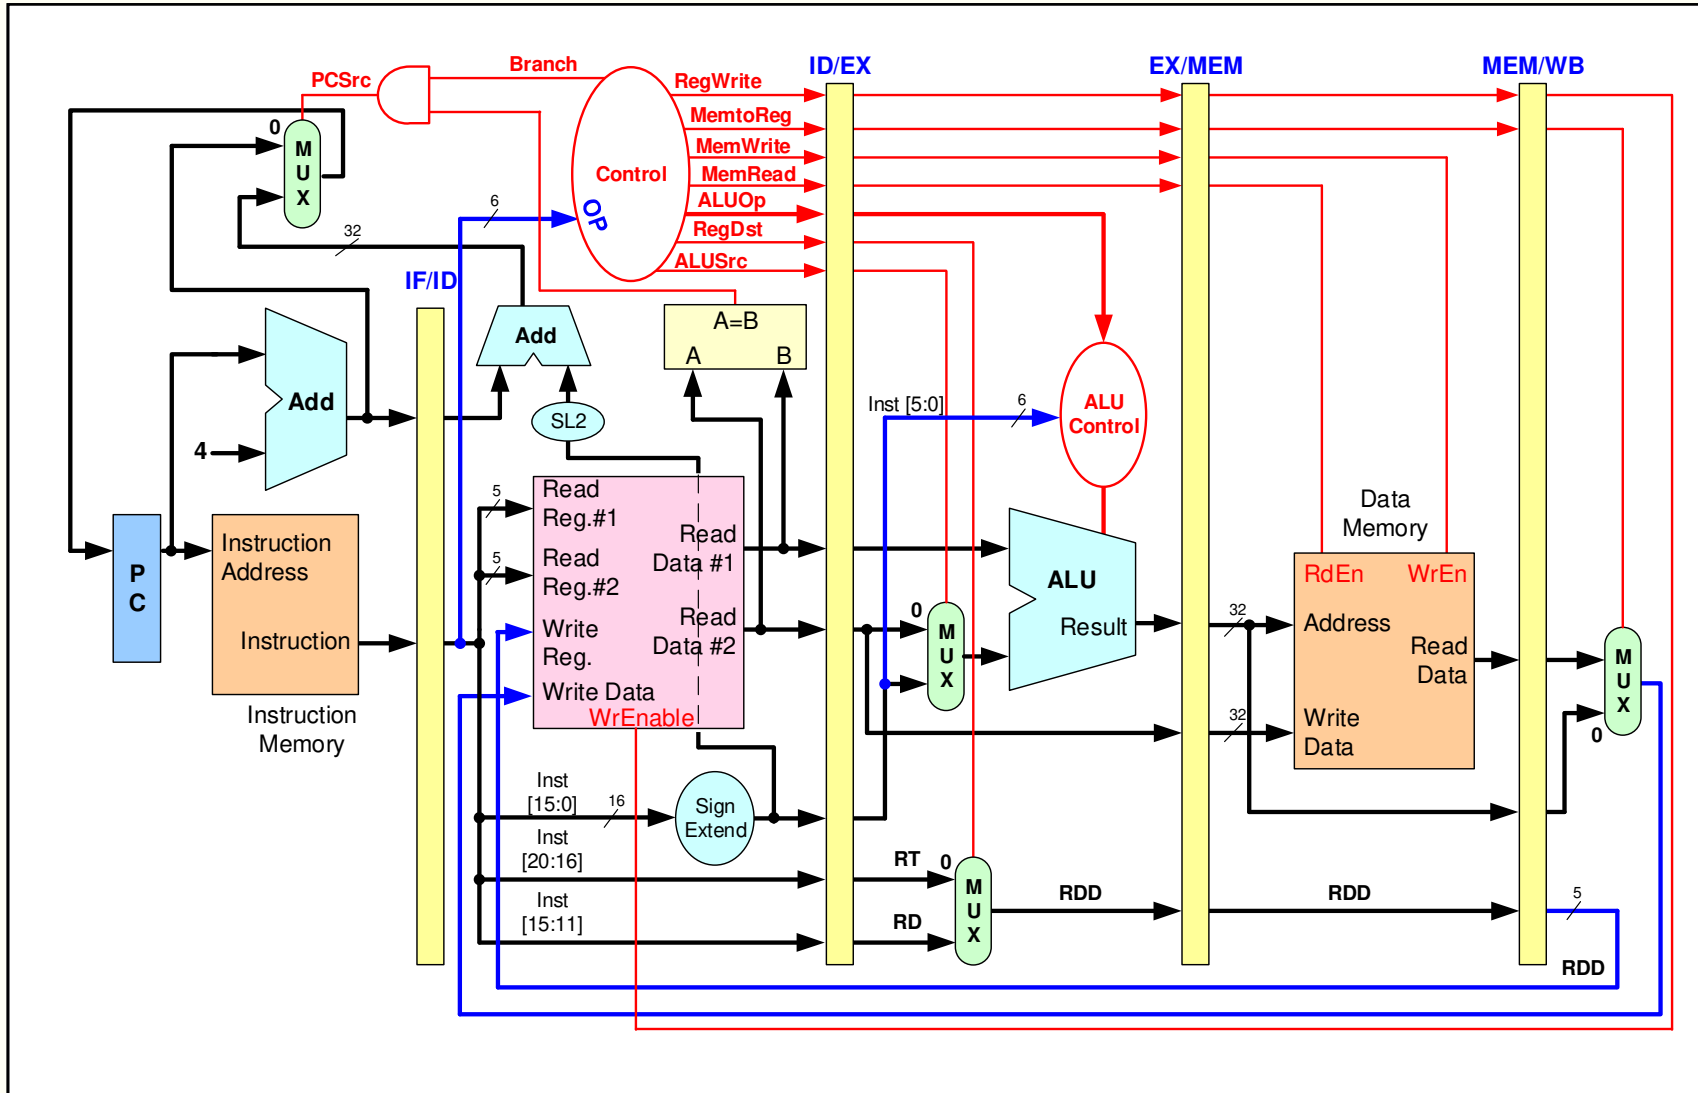 ID/EX
EX/MEM
MEM/WB
Branch
PCSrc
RegWrite
MemtoReg
MemWrite
MemRead
ALUOp
RegDst
ALUSrc
Control
OP
0
M
U
X
6
32
IF/ID
Add
A=B
A
B
Add
4
SL2
Inst [5:0]
6
ALU
Control
P
C
Instruction
Address
Instruction
Instruction
Memory
5
Read
Reg.#1
5
Read
Reg.#2
Write
Reg.
Write Data
WrEnable
Read
Data #1
Read
Data #2
0
M
U
X
ALU
Result
Data
Memory
RdEn
WrEn
32
Address
Read
Data
32
Write
Data
M
U
X
0
Inst
[15:0]
16
Sign
Extend
Inst
[20:16]
RT
0
M
U
X
Inst
[15:11]
RD
RDD
RDD
5
RDD